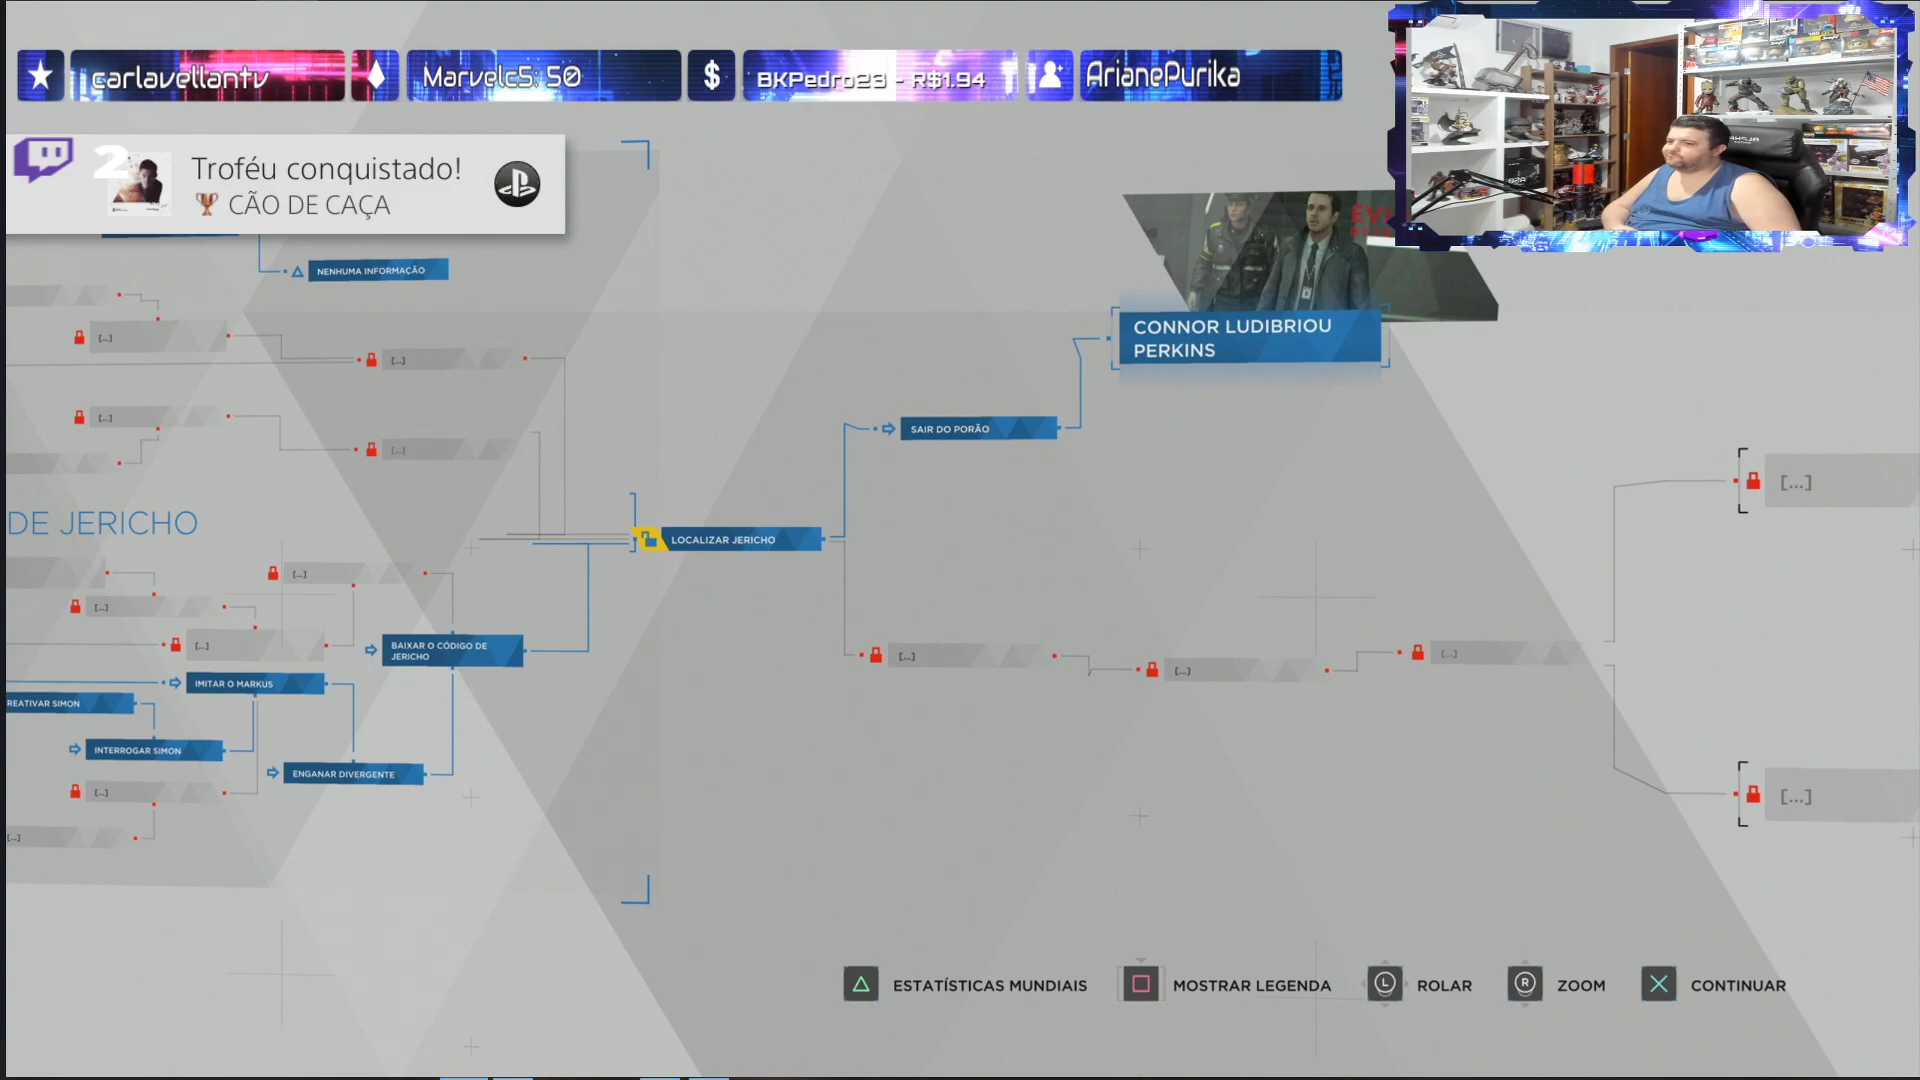 carlavellantv
Marvelc5: 50
$
BKPedro23 - R$1.94
ArianePurika
2
Troféu conquistado!
CÃO DE CAÇA
NENHUMA INFORMAÇÃO
[...]
[...]
[...]
[...]
CONNOR LUDIBRIOU
PERKINS
SAIR DO PORÃO
DE JERICHO
LOCALIZAR JERICHO
[...]
[...]
[...]
[...]
[...]
BAIXAR O CÓDIGO DE
JERICHO
[...]
[...]
[...]
IMITAR O MARKUS
REATIVAR SIMON
INTERROGAR SIMON
ENGANAR DIVERGENTE
[...]
[...]
[...]
ESTATÍSTICAS MUNDIAIS
MOSTRAR LEGENDA
L
ROLAR
R
ZOOM
CONTINUAR